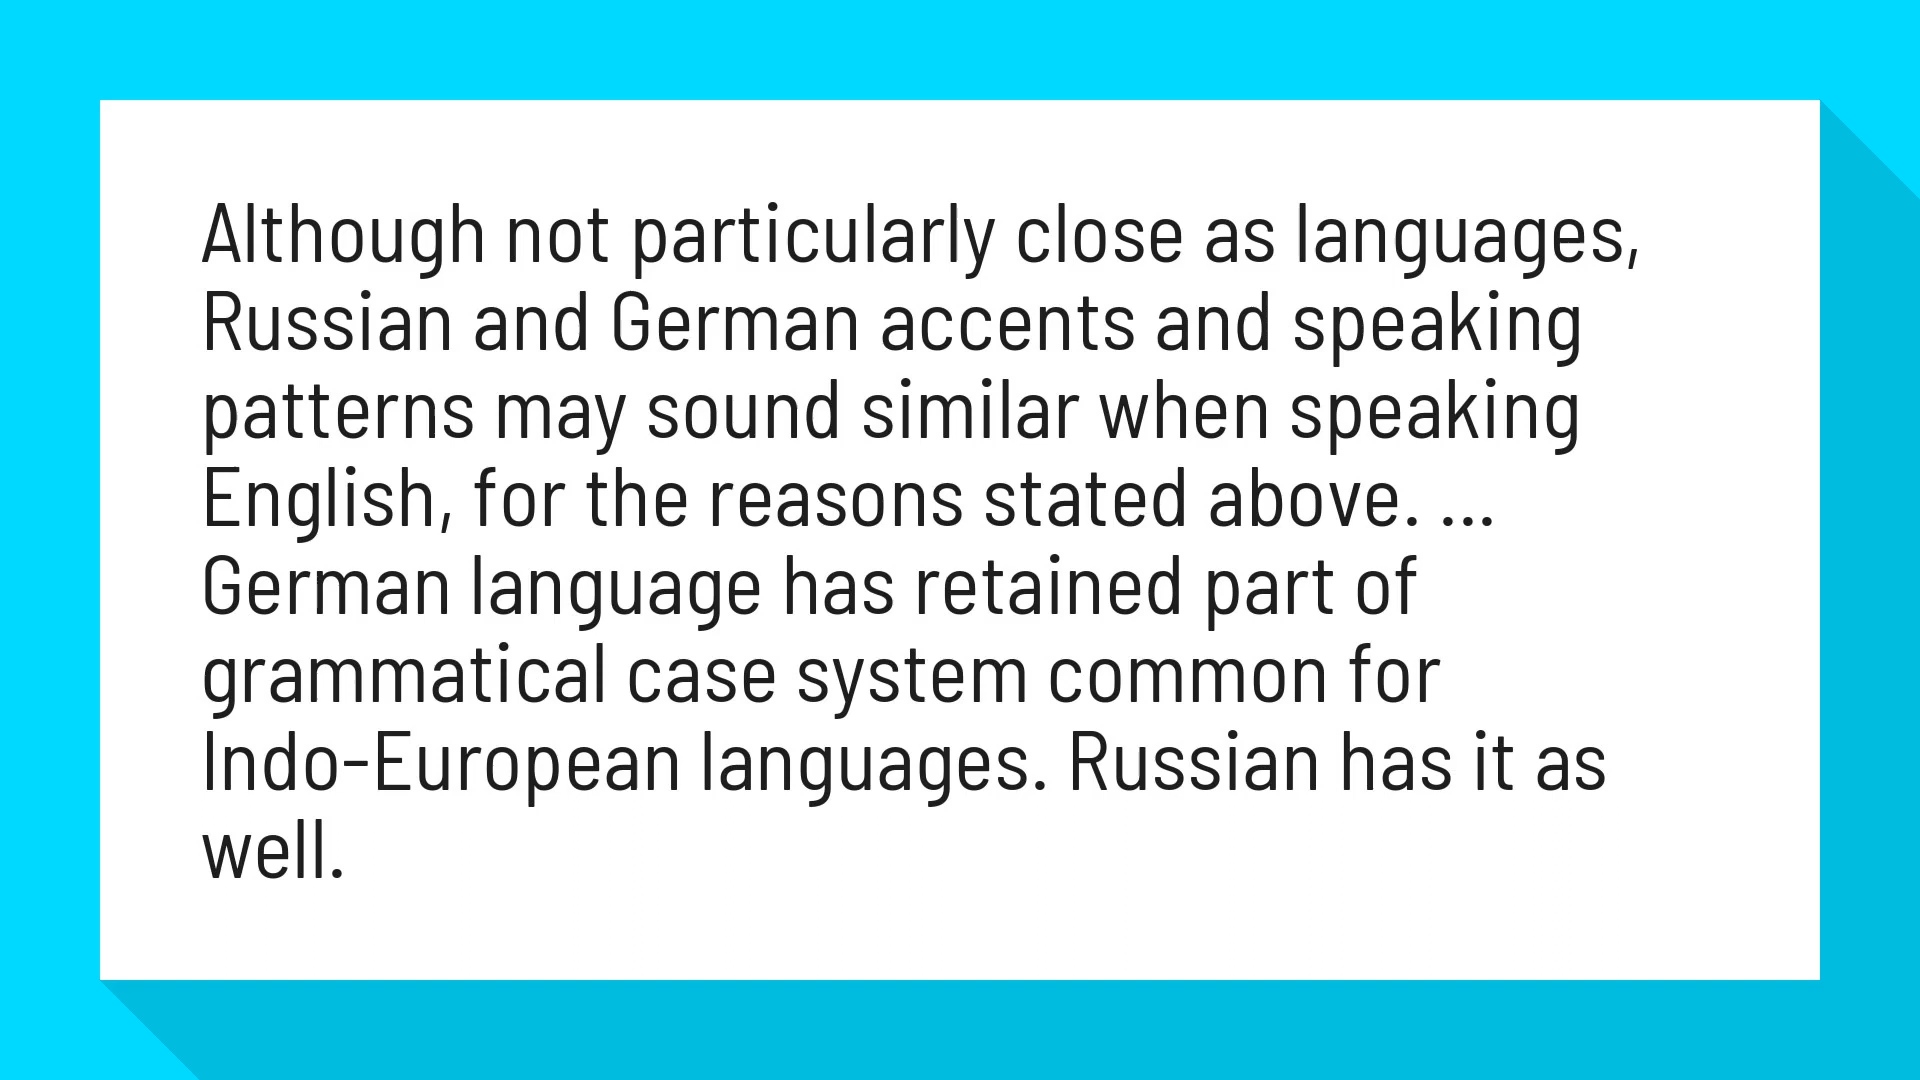 Although not particularly close as languages,
Russian and German accents and speaking
patterns may sound similar when speaking
English, for the reasons stated above. ...
German language has retained part of
grammatical case system common for
Indo-European languages. Russian has it as
well.